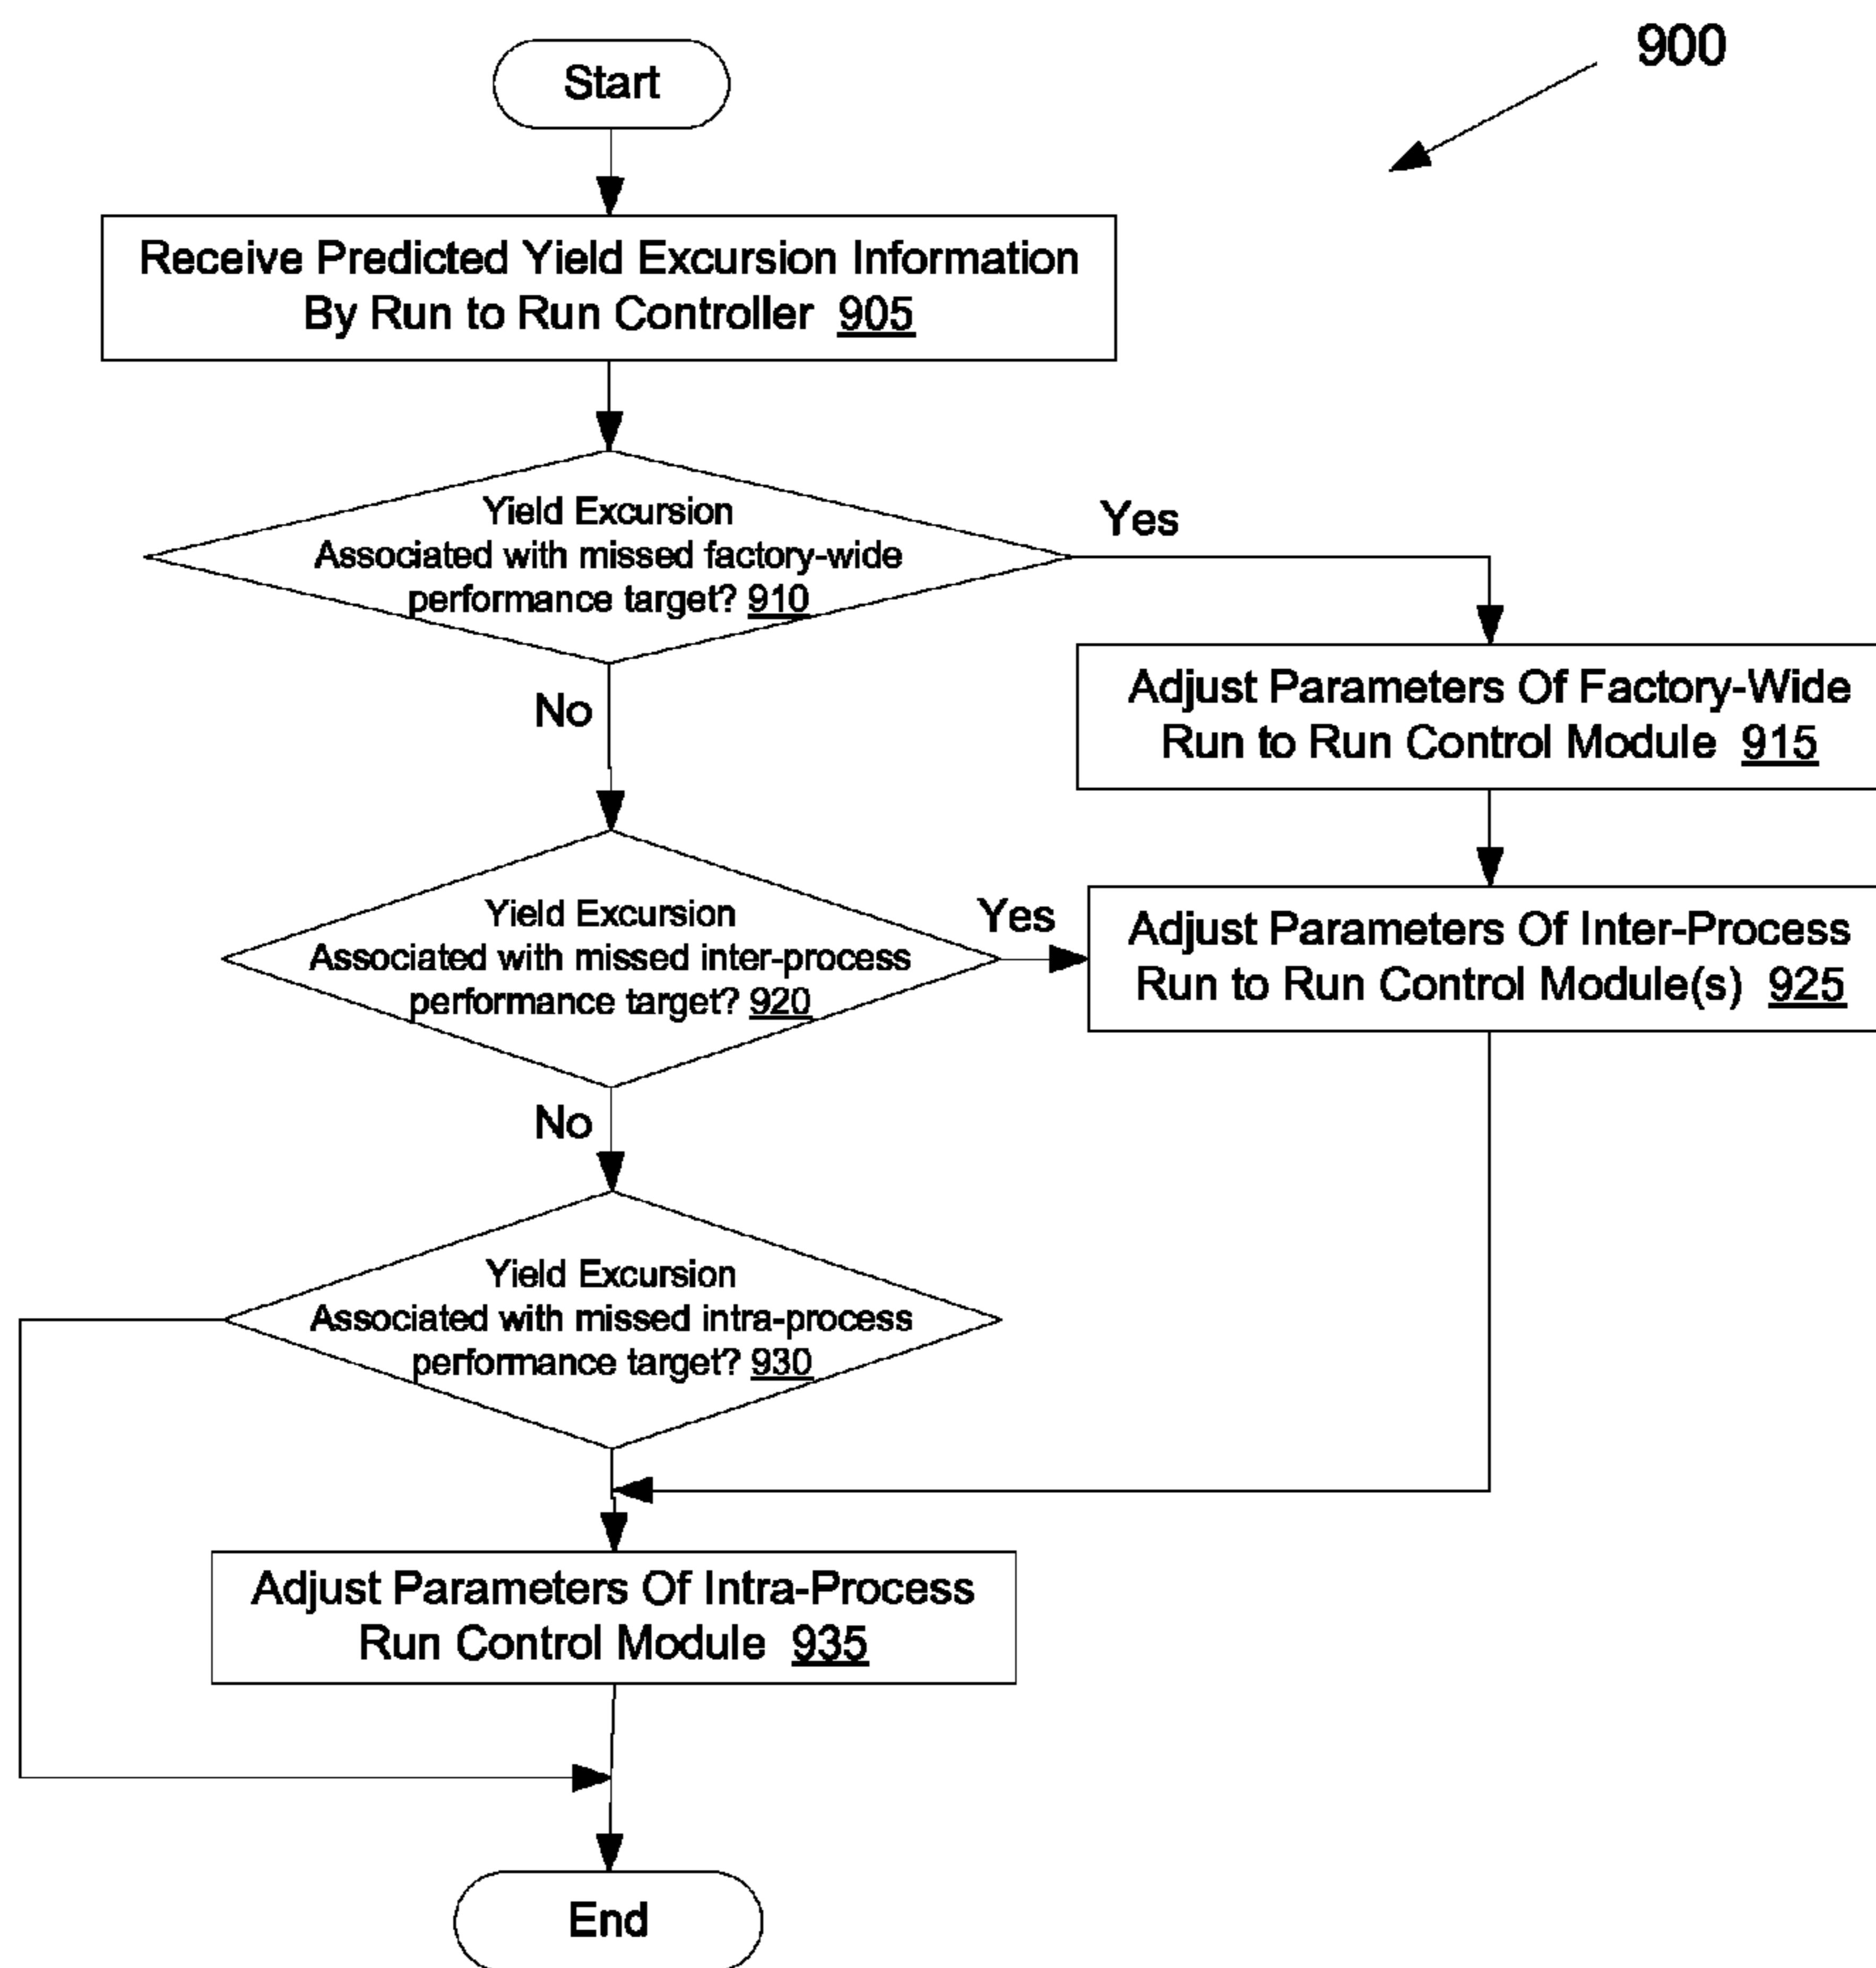 900
Start
Receive Predicted Yield Excursion Information
By Run to Run Controller 905
Yield Excursion
Associated with missed factory-wide
performance target? 910
Yes
No
Adjust Parameters Of Factory-Wide
Run to Run Control Module 915
Yield Excursion
Associated with missed inter-process
performance target? 920
Yes
Adjust Parameters Of Inter-Process
Run to Run Control Module(s) 925
No
Yield Excursion
Associated with missed intra-process
performance target? 930
Adjust Parameters Of Intra-Process
Run Control Module 935
End